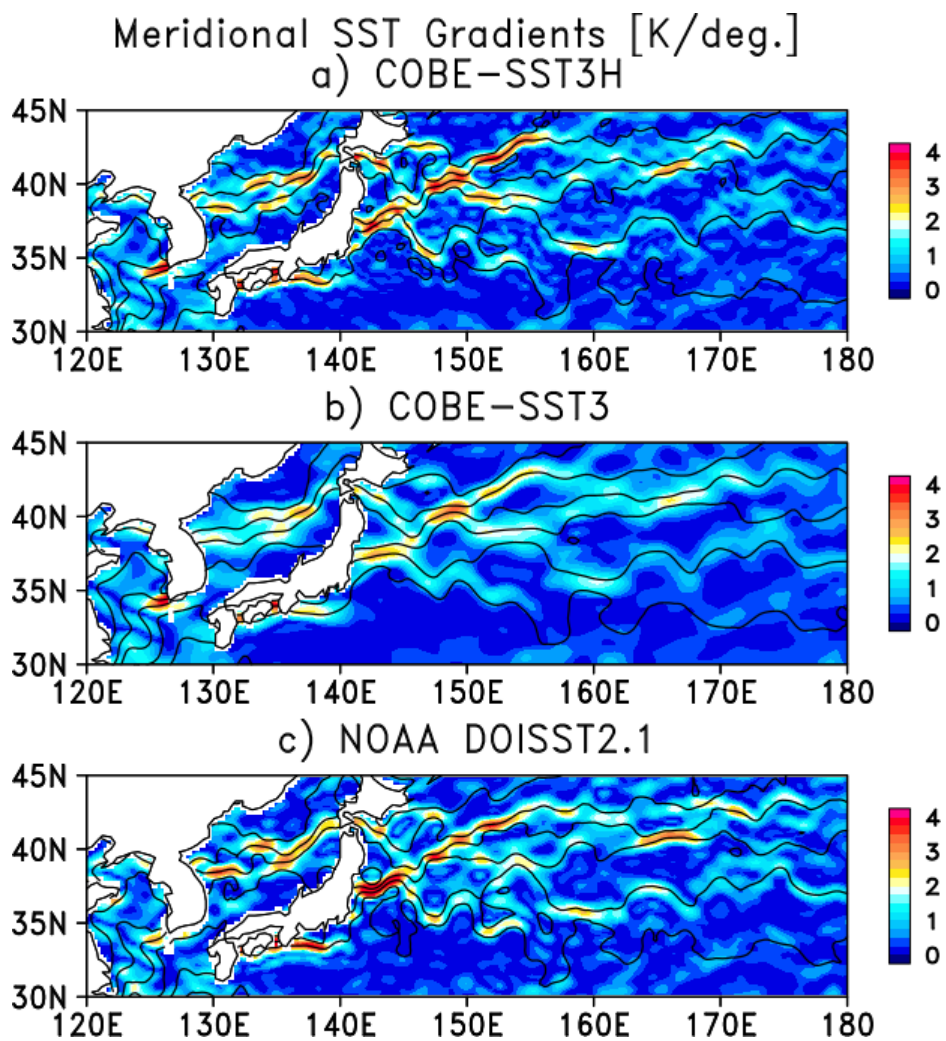 Meridional SST Gradients [K/deg.]
a) COBE-SST3H
45N
40N
35N
30N
120E 130E 140E 150E 160E 170E 180
4
3
2
1
0
b) COBE-SST3
45N
40N
35N
30N
120E 130E 140E 150E 160E 170E 180
4
3
2
1
0
c) NOAA DOISST2.1
45N
40N
35N
30N
120E 130E 140E 150E 160E 170E 180
4
3
2
1
0